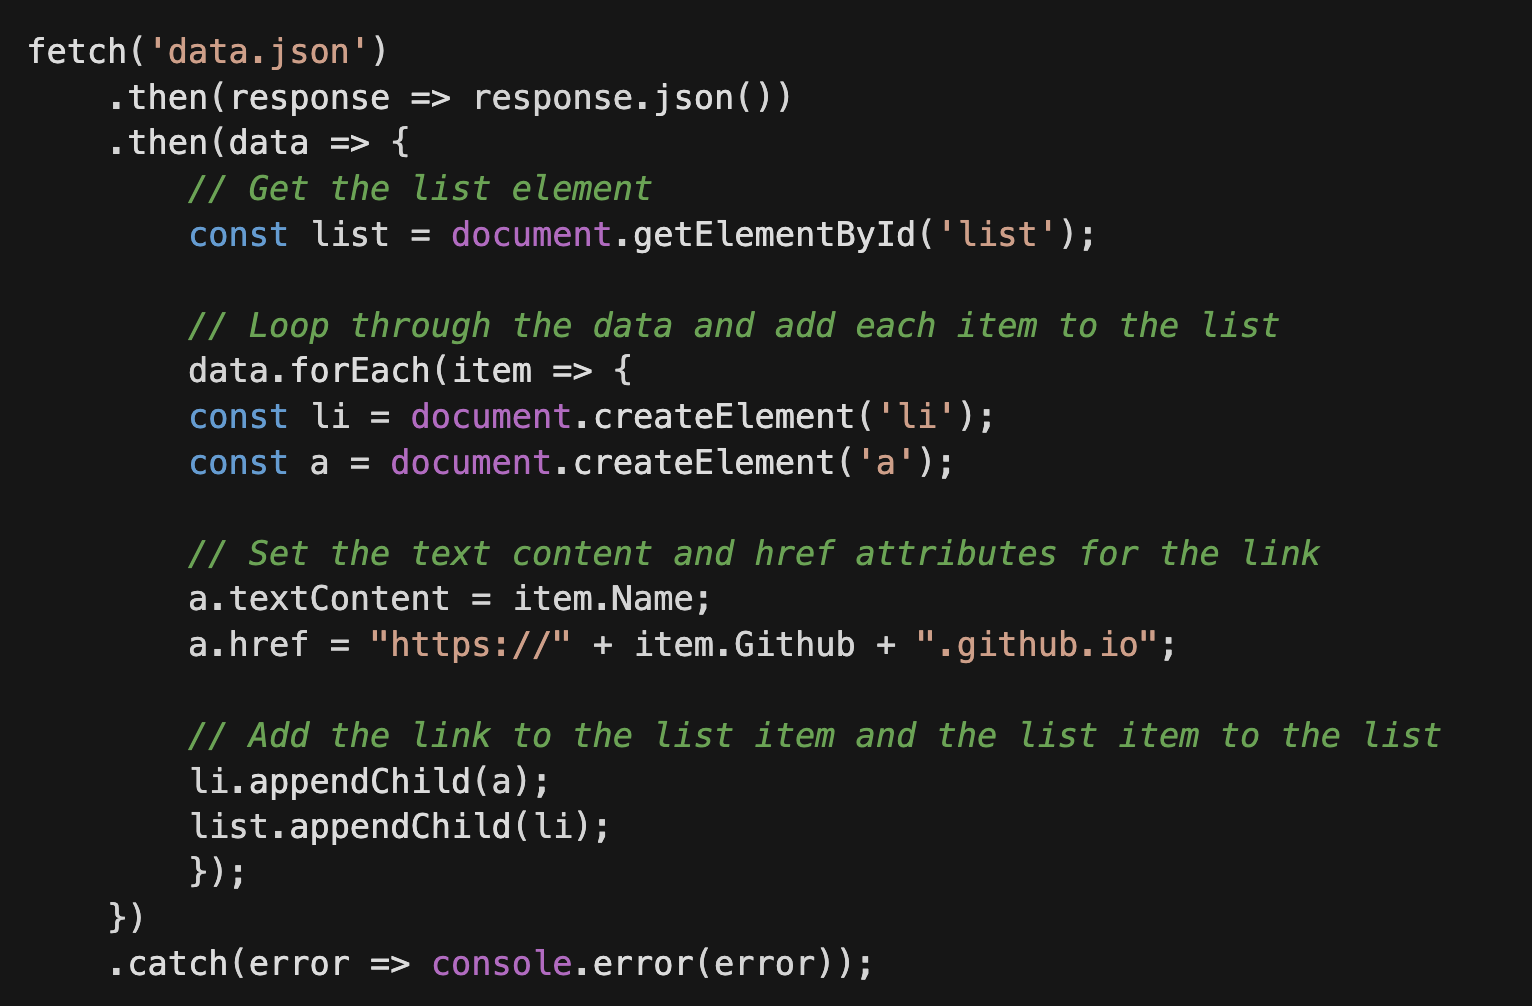 fetch('data.json')
    .then(response => response.json())
    .then(data => {
        // Get the list element
        const list = document.getElementById('list');

        // Loop through the data and add each item to the list
        data.forEach(item => {
        const li = document.createElement('li');
        const a = document.createElement('a');

        // Set the text content and href attributes for the link
        a.textContent = item.Name;
        a.href = "https://" + item.Github + ".github.io";

        // Add the link to the list item and the list item to the list
        li.appendChild(a);
        list.appendChild(li);
        });
    })
    .catch(error => console.error(error));